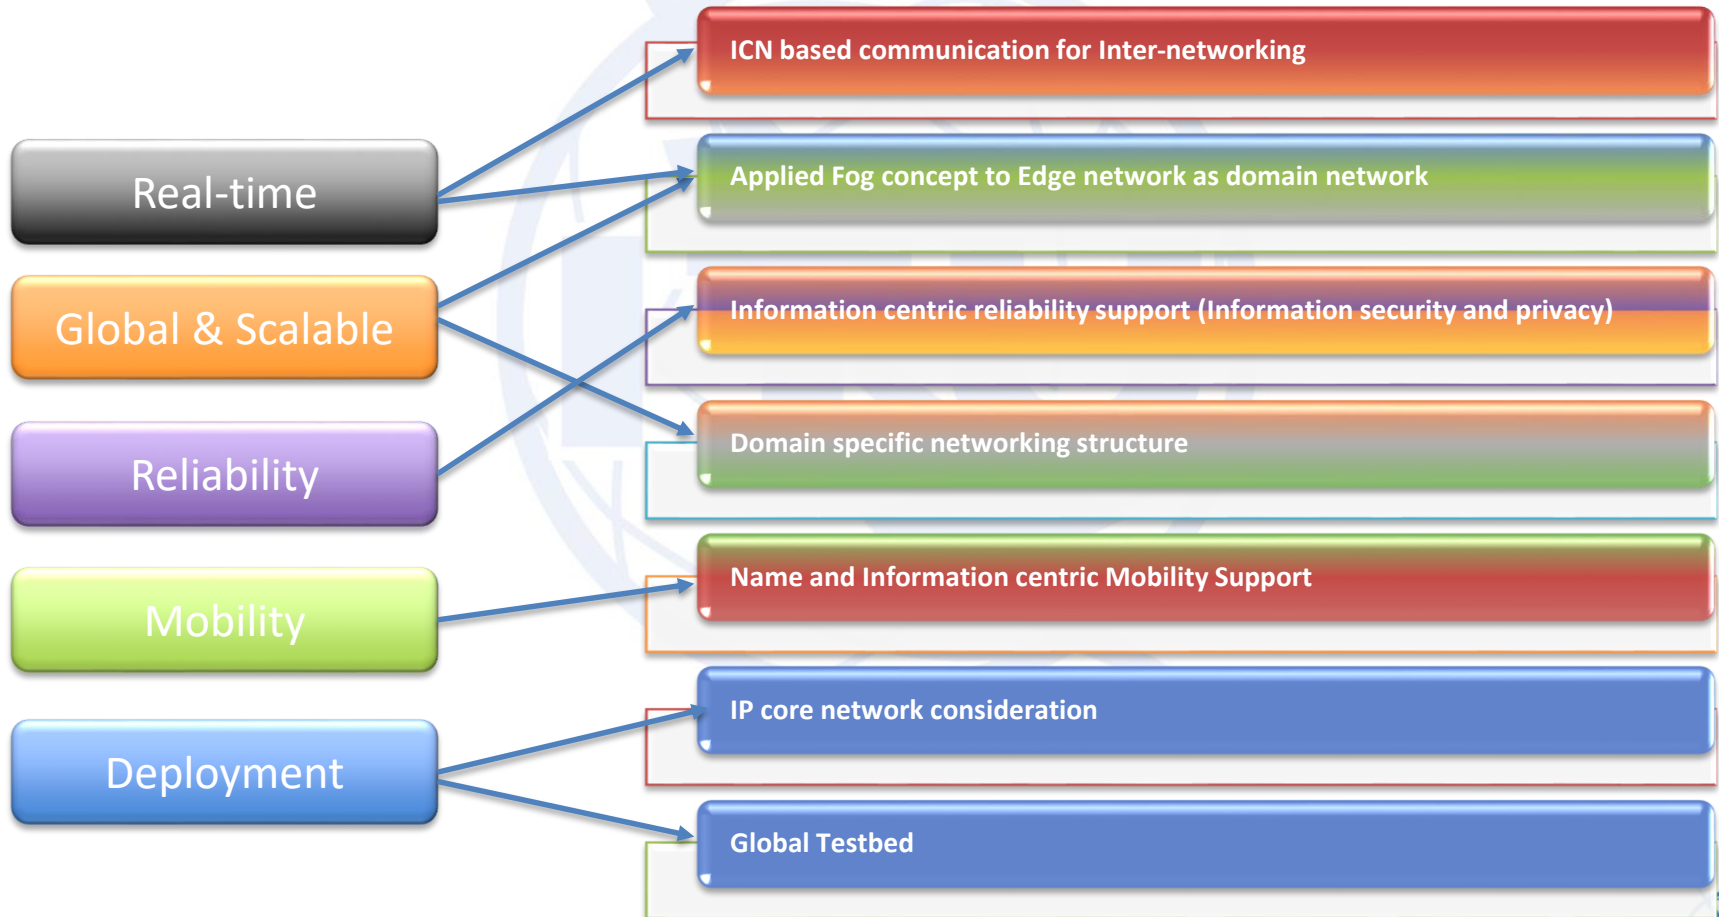 Real-time
Global & Scalable
Reliability
Mobility
Deployment
ICN based communication for Inter-networking
Applied Fog concept to Edge network as domain network
Information centric reliability support (Information security and privacy)
Domain specific networking structure
Name and Information centric Mobility Support
IP core network consideration
Global Testbed